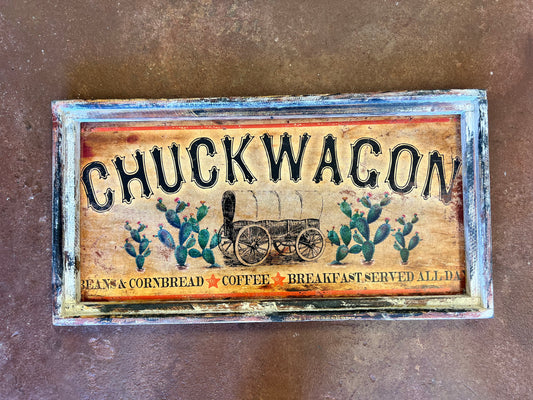 CHUCKWAGON
EANS & CORNBREAD ★ COFFEE ★ BREAKFAST SERVED ALL DA